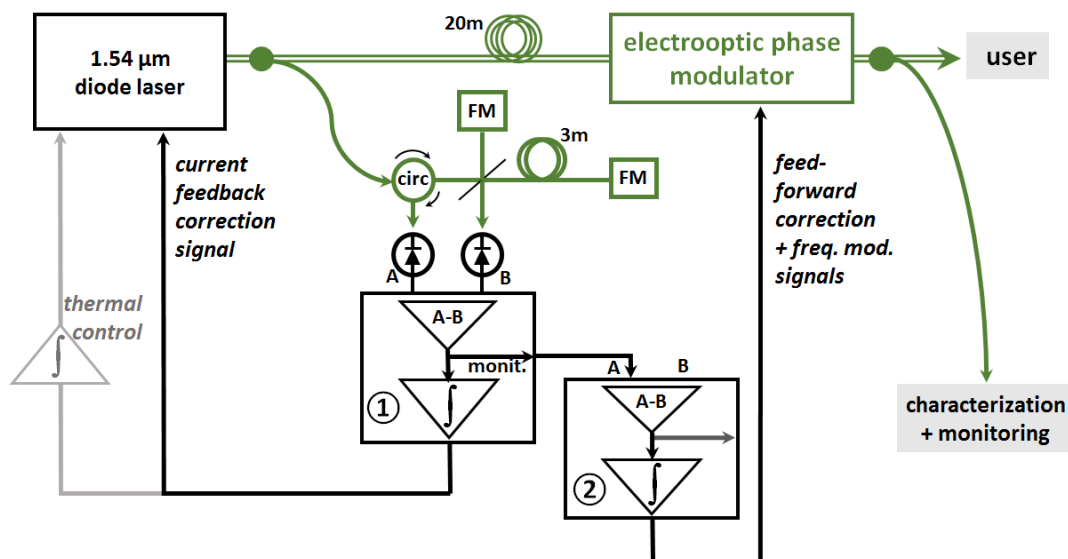 1.54 µm
diode laser
20m
electrooptic phase
modulator
user
FM
3m
circ
FM
current
feedback
correction
signal
feed-
forward
correction
+ freq. mod.
signals
A
B
thermal
control
∫
A-B
monit.
①
∫
A
B
A-B
②
∫
characterization
+ monitoring